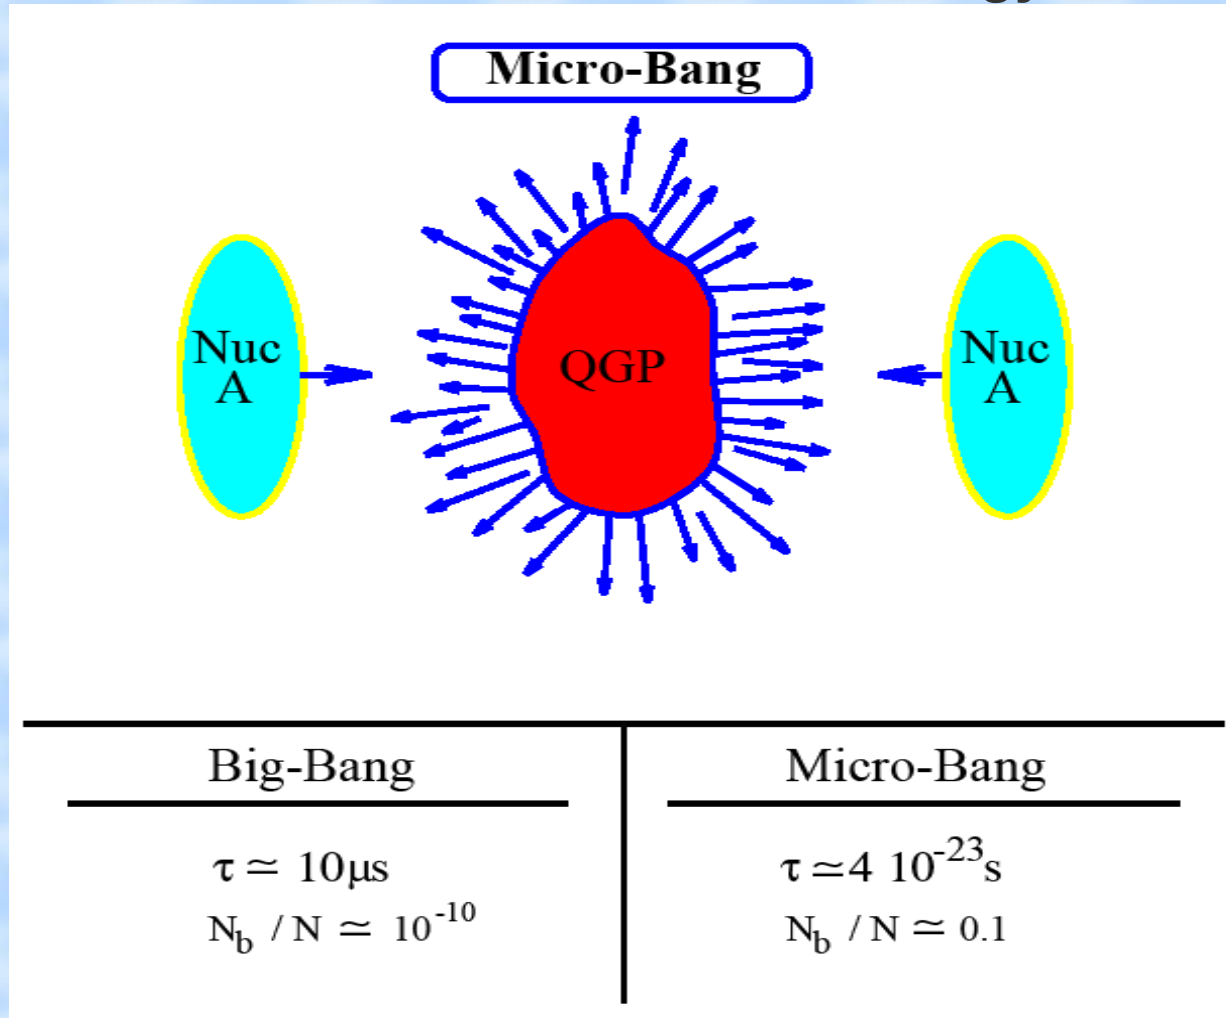 Micro-Bang
Nuc
A
QGP
Nuc
A
Big-Bang
Micro-Bang
τ ≃ 10μs
τ ≃4 10⁻²³s
N_b / N ≃ 10⁻¹⁰
N_b / N ≃ 0.1